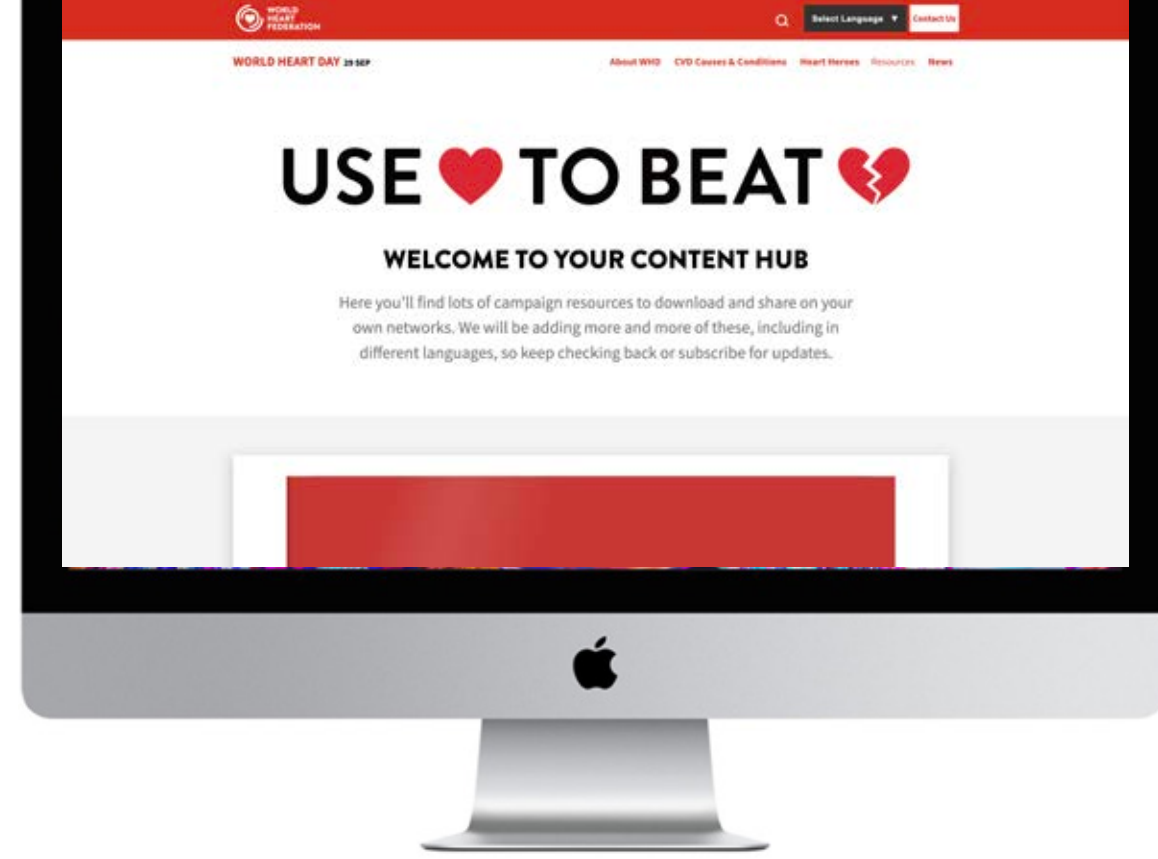 WORLD
HEART
FEDERATION
Select Language ▼
Contact Us
WORLD HEART DAY 29 SEP
About WHD CVD Causes & Conditions Heart Heroes Resources News
USE ❤ TO BEAT 💔
WELCOME TO YOUR CONTENT HUB
Here you'll find lots of campaign resources to download and share on your
own networks. We will be adding more and more of these, including in
different languages, so keep checking back or subscribe for updates.